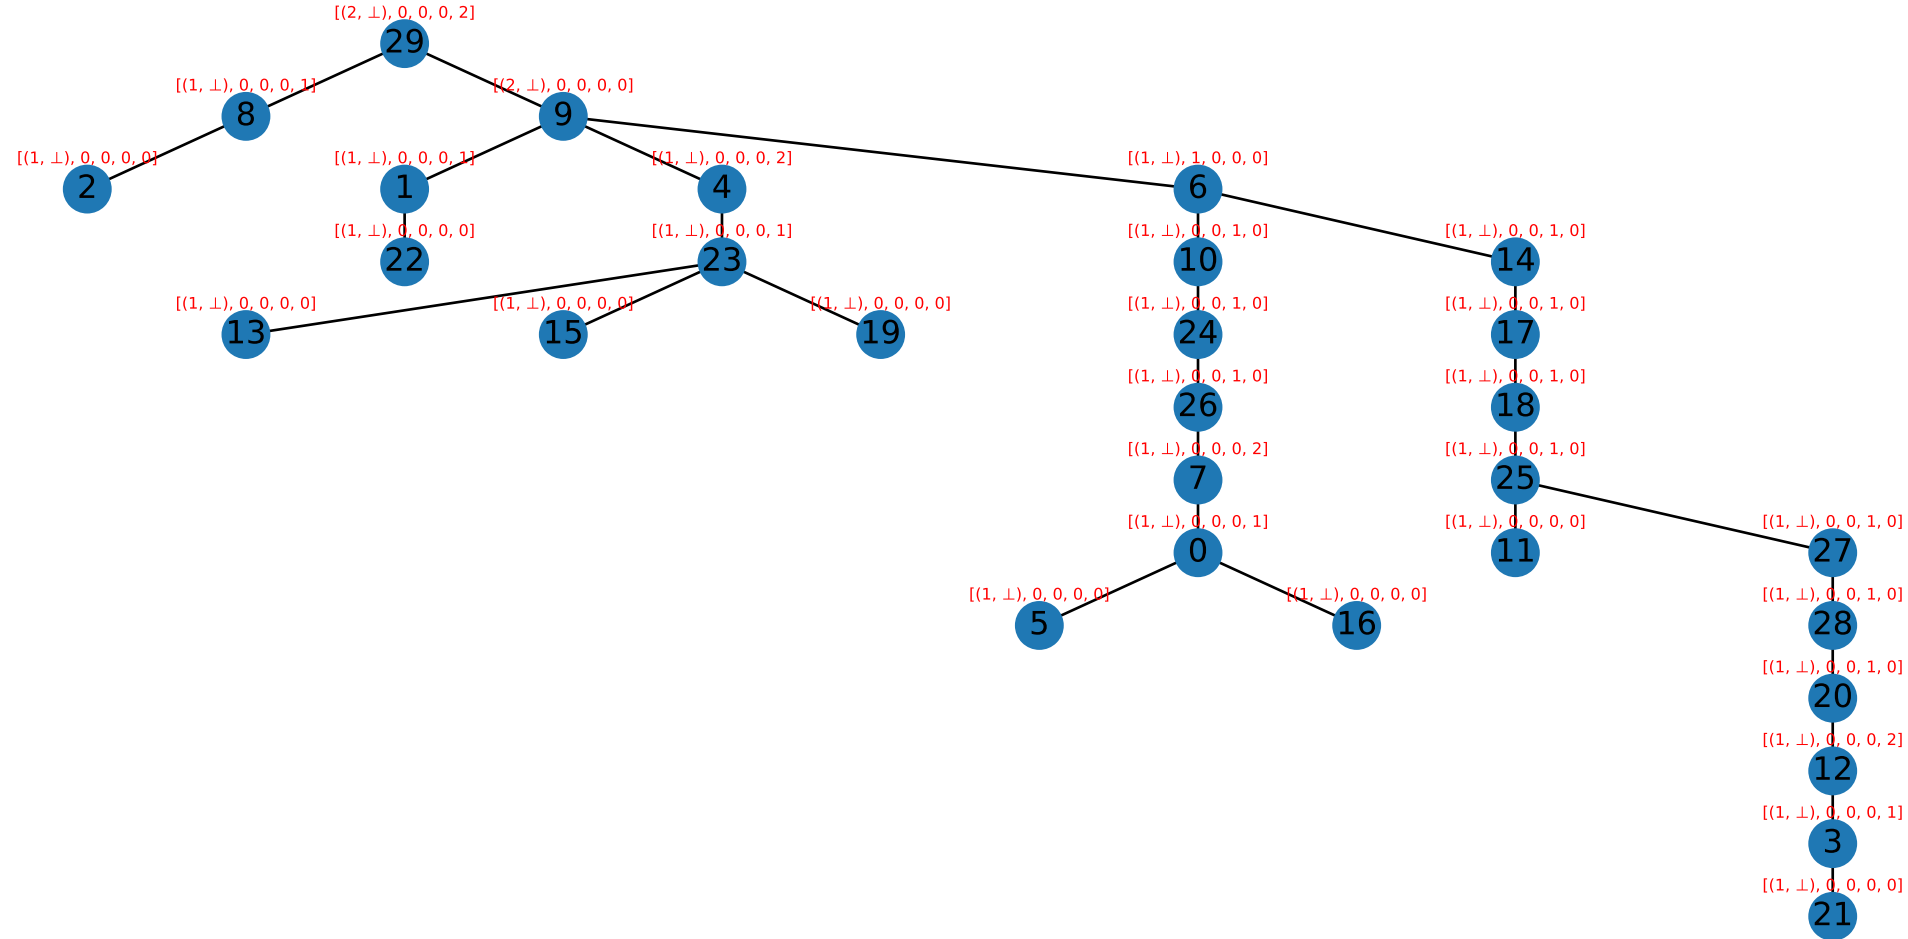 [(2, ⊥), 0, 0, 0, 2]
29
[(1, ⊥), 0, 0, 0, 1] [(2, ⊥), 0, 0, 0, 0]
8 9
[(1, ⊥), 0, 0, 0, 0] [(1, ⊥), 0, 0, 0, 1] [(1, ⊥), 0, 0, 0, 2] [(1, ⊥), 1, 0, 0, 0]
2 1 4 6
[(1, ⊥), 0, 0, 0, 0] [(1, ⊥), 0, 0, 0, 1] [(1, ⊥), 0, 0, 1, 0] [(1, ⊥), 0, 0, 1, 0]
22 23 10 14
[(1, ⊥), 0, 0, 0, 0] [(1, ⊥), 0, 0, 0, 0] [(1, ⊥), 0, 0, 0, 0] [(1, ⊥), 0, 0, 1, 0] [(1, ⊥), 0, 0, 1, 0]
13 15 19 24 17
[(1, ⊥), 0, 0, 1, 0] [(1, ⊥), 0, 0, 1, 0]
26 18
[(1, ⊥), 0, 0, 0, 2] [(1, ⊥), 0, 0, 1, 0]
7 25
[(1, ⊥), 0, 0, 0, 1] [(1, ⊥), 0, 0, 0, 0] [(1, ⊥), 0, 0, 1, 0]
0 11 27
[(1, ⊥), 0, 0, 0, 0] [(1, ⊥), 0, 0, 0, 0] [(1, ⊥), 0, 0, 1, 0]
5 16 28
[(1, ⊥), 0, 0, 1, 0]
20
[(1, ⊥), 0, 0, 0, 2]
12
[(1, ⊥), 0, 0, 0, 1]
3
[(1, ⊥), 0, 0, 0, 0]
21